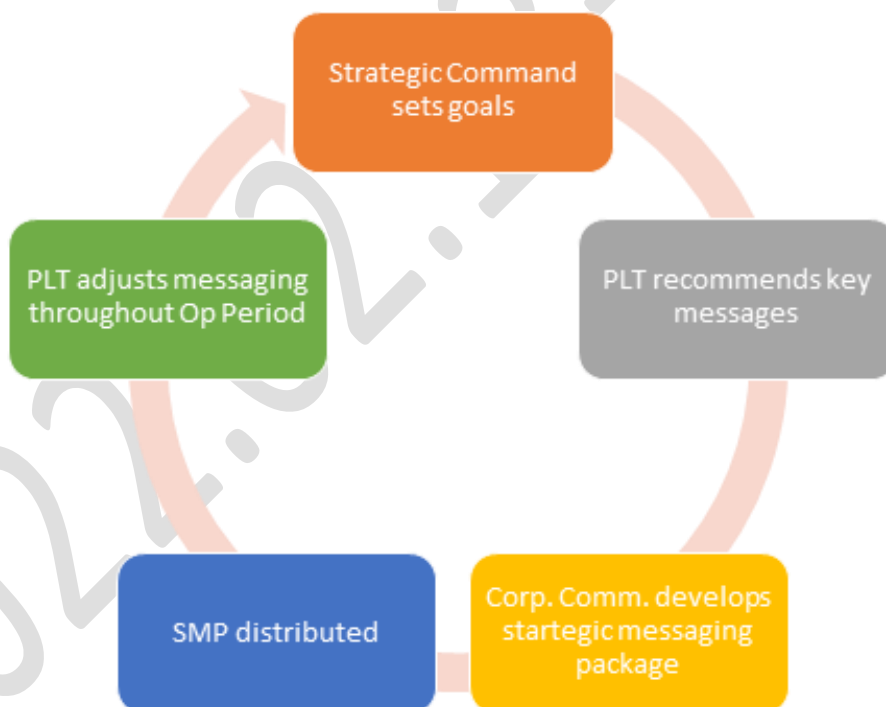 Strategic Command
sets goals
PLT recommends key
messages
Corp. Comm. develops
startegic messaging
package
SMP distributed
PLT adjusts messaging
throughout Op Period